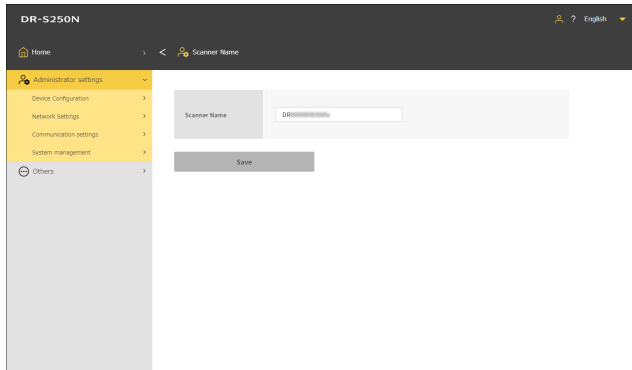 DR-S250N
? English
Home
Scanner Name
Administrator settings
Device Configuration
Network Settings
Communication settings
System management
Others
Scanner Name
DR
Save